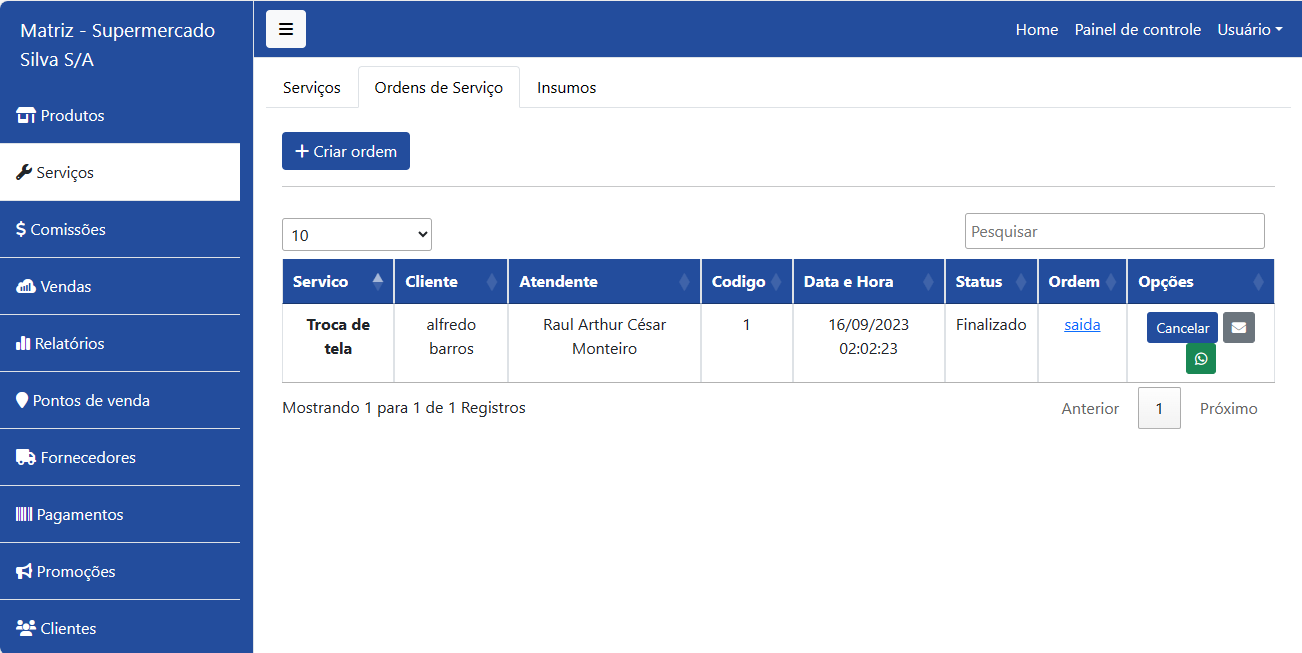 Matriz - Supermercado
Silva S/A
Home Painel de controle Usuário
Produtos
Serviços
Comissões
Vendas
Relatórios
Pontos de venda
Fornecedores
Pagamentos
Promoções
Clientes
Serviços Ordens de Serviço Insumos
Criar ordem
10
Pesquisar
Servico Cliente Atendente Codigo Data e Hora Status Ordem Opções
Troca de alfredo Raul Arthur César 1 16/09/2023 Finalizado saida Cancelar
tela barros Monteiro 02:02:23
Mostrando 1 para 1 de 1 Registros
Anterior 1 Próximo